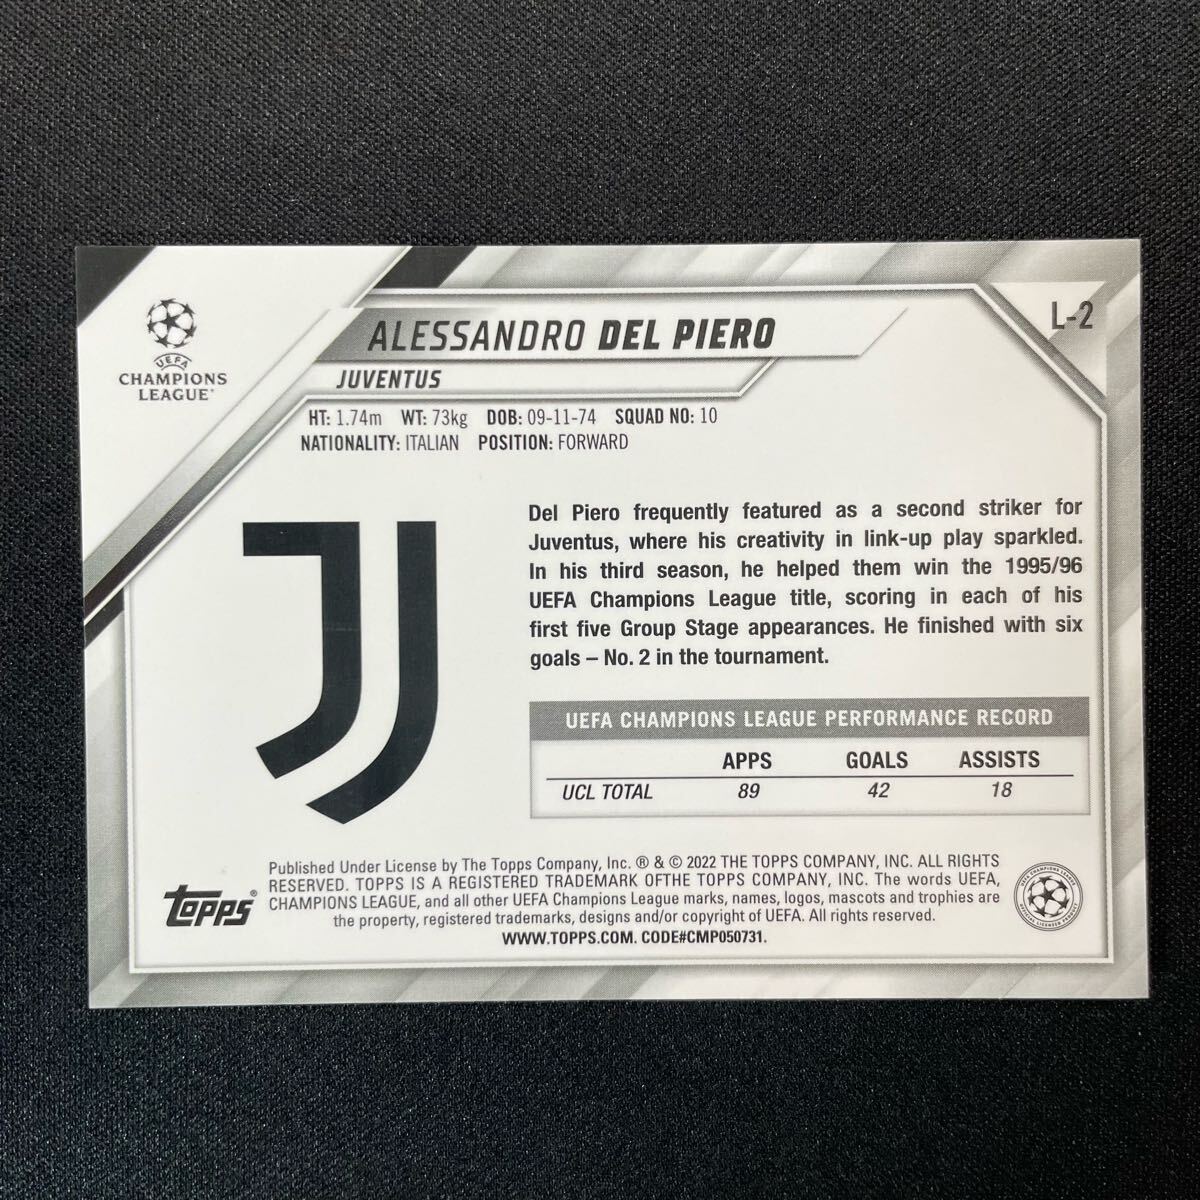 L-2
ALESSANDRO DEL PIERO
UEFA
CHAMPIONS
LEAGUE
JUVENTUS
HT: 1.74m WT: 73kg DOB: 09-11-74 SQUAD NO: 10
NATIONALITY: ITALIAN POSITION: FORWARD
Del Piero frequently featured as a second striker for
Juventus, where his creativity in link-up play sparkled.
In his third season, he helped them win the 1995/96
UEFA Champions League title, scoring in each of his
first five Group Stage appearances. He finished with six
goals – No. 2 in the tournament.
UEFA CHAMPIONS LEAGUE PERFORMANCE RECORD
APPS GOALS ASSISTS
UCL TOTAL 89 42 18
Published Under License by The Topps Company, Inc. ® & © 2022 THE TOPPS COMPANY, INC. ALL RIGHTS
RESERVED. TOPPS IS A REGISTERED TRADEMARK OFTHE TOPPS COMPANY, INC. The words UEFA,
CHAMPIONS LEAGUE, and all other UEFA Champions League marks, names, logos, mascots and trophies are
the property, registered trademarks, designs and/or copyright of UEFA. All rights reserved.
WWW.TOPPS.COM. CODE#CMP050731.
Topps®
UEFA CHAMPIONS LEAGUE
OFFICIAL LICENSED PRODUCT